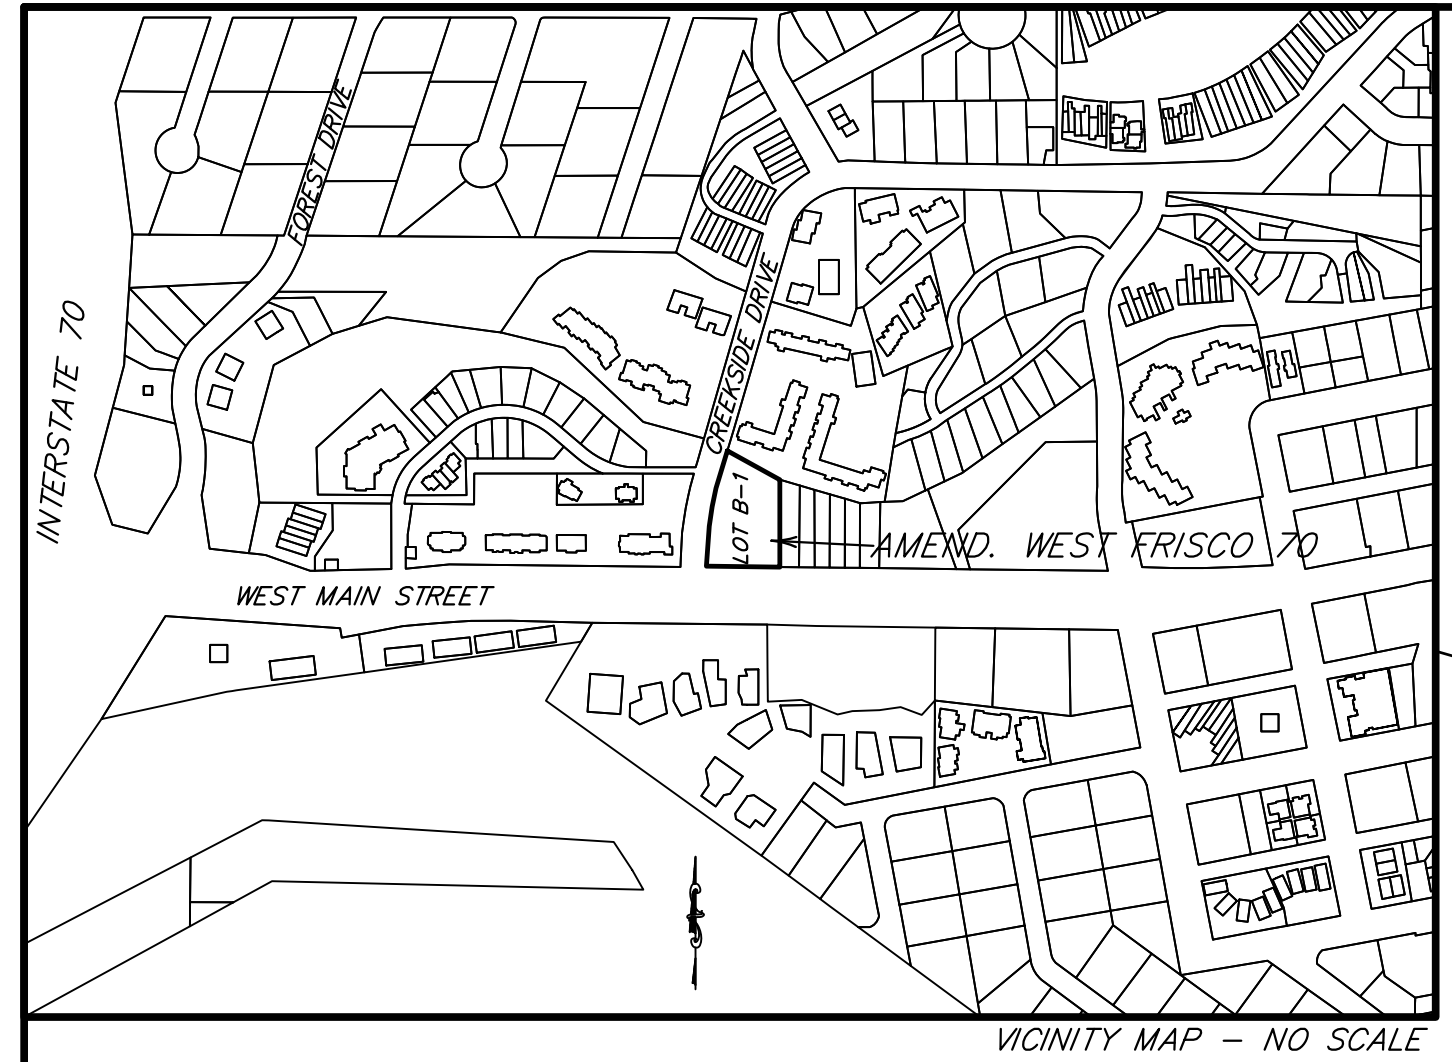 FOREST DRIVE
CREEKSIDE DRIVE
INTERSTATE 70
LOT B-1
AMEND. WEST FRISCO 70
WEST MAIN STREET
VICINITY MAP - NO SCALE